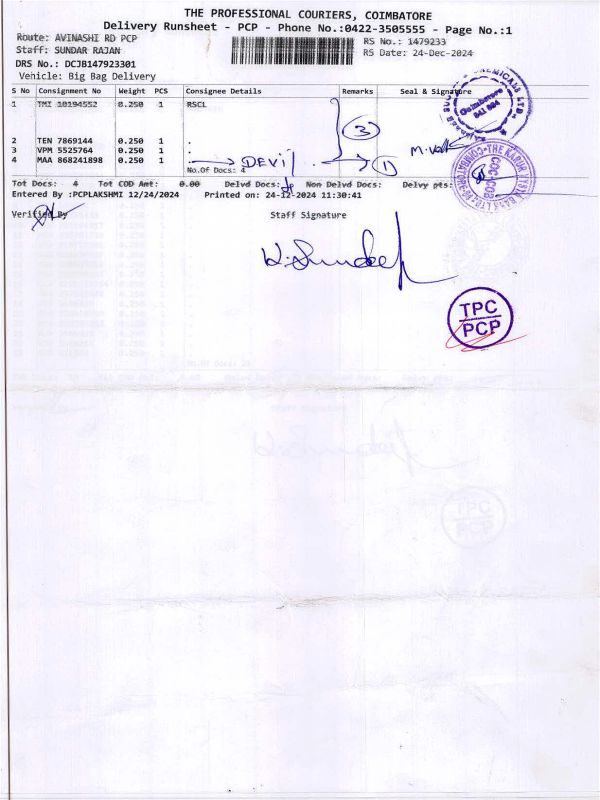 THE PROFESSIONAL COURIERS, COIMBATORE
Delivery Runsheet - PCP - Phone No.:0422-3505555 - Page No.:1
Route: AVINASHI RD PCP
RS No.: 1479233
Staff: SUNDAR RAJAN
RS Date: 24-Dec-2024
DRS No.: DCJB147923301
Vehicle: Big Bag Delivery
S No Consignment No Weight PCS Consignee Details Remarks Seal & Signature
1 TMI 10194552 0.250 1 RSCL
3
2 TEN 7869144 0.250 1 .
3 VPM 5525764 0.250 1 .
4 MAA 868241898 0.250 1 . DEVil 1
No.Of Docs: 4
Tot Docs: 4 Tot COD Amt: 0.00 Delvd Docs: Non Delvd Docs: Delvy pts:
Entered By :PCPLAKSHMI 12/24/2024 Printed on: 24-12-2024 11:30:41
Verified By Staff Signature
TPC
PCP
Coimbatore
641 004